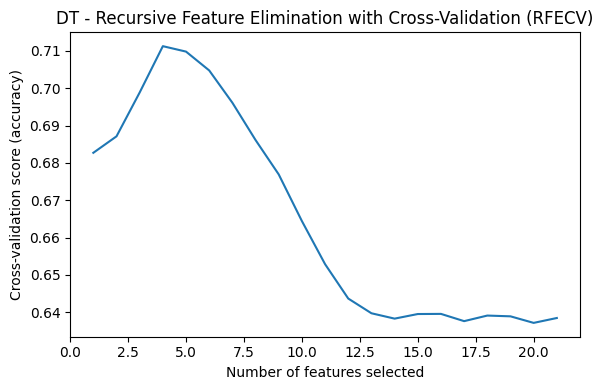 DT - Recursive Feature Elimination with Cross-Validation (RFECV)
Cross-validation score (accuracy)
0.71
0.70
0.69
0.68
0.67
0.66
0.65
0.64
0.0 2.5 5.0 7.5 10.0 12.5 15.0 17.5 20.0
Number of features selected